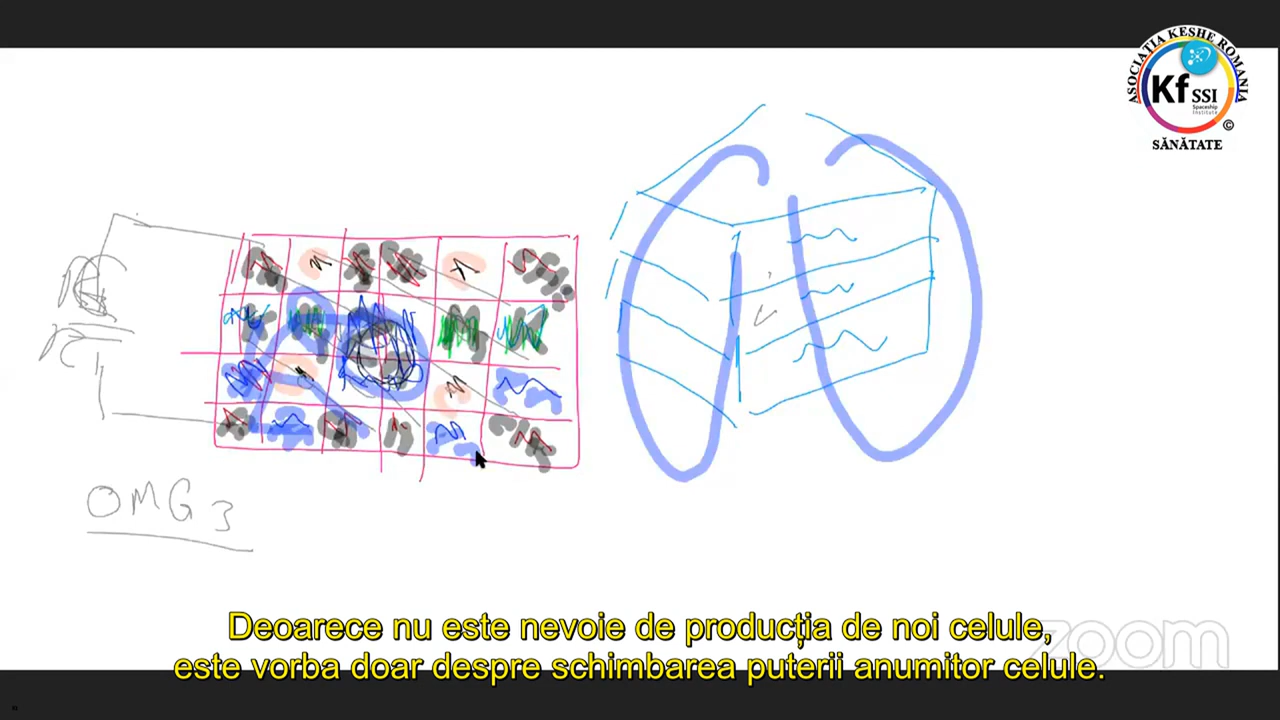 ASOCIAȚIA KESHE ROMANIA
Kf SSI
Spaceship
Institute
©
SĂNĂTATE
OMG 3
zoom
Deoarece nu este nevoie de producția de noi celule,
este vorba doar despre schimbarea puterii anumitor celule.